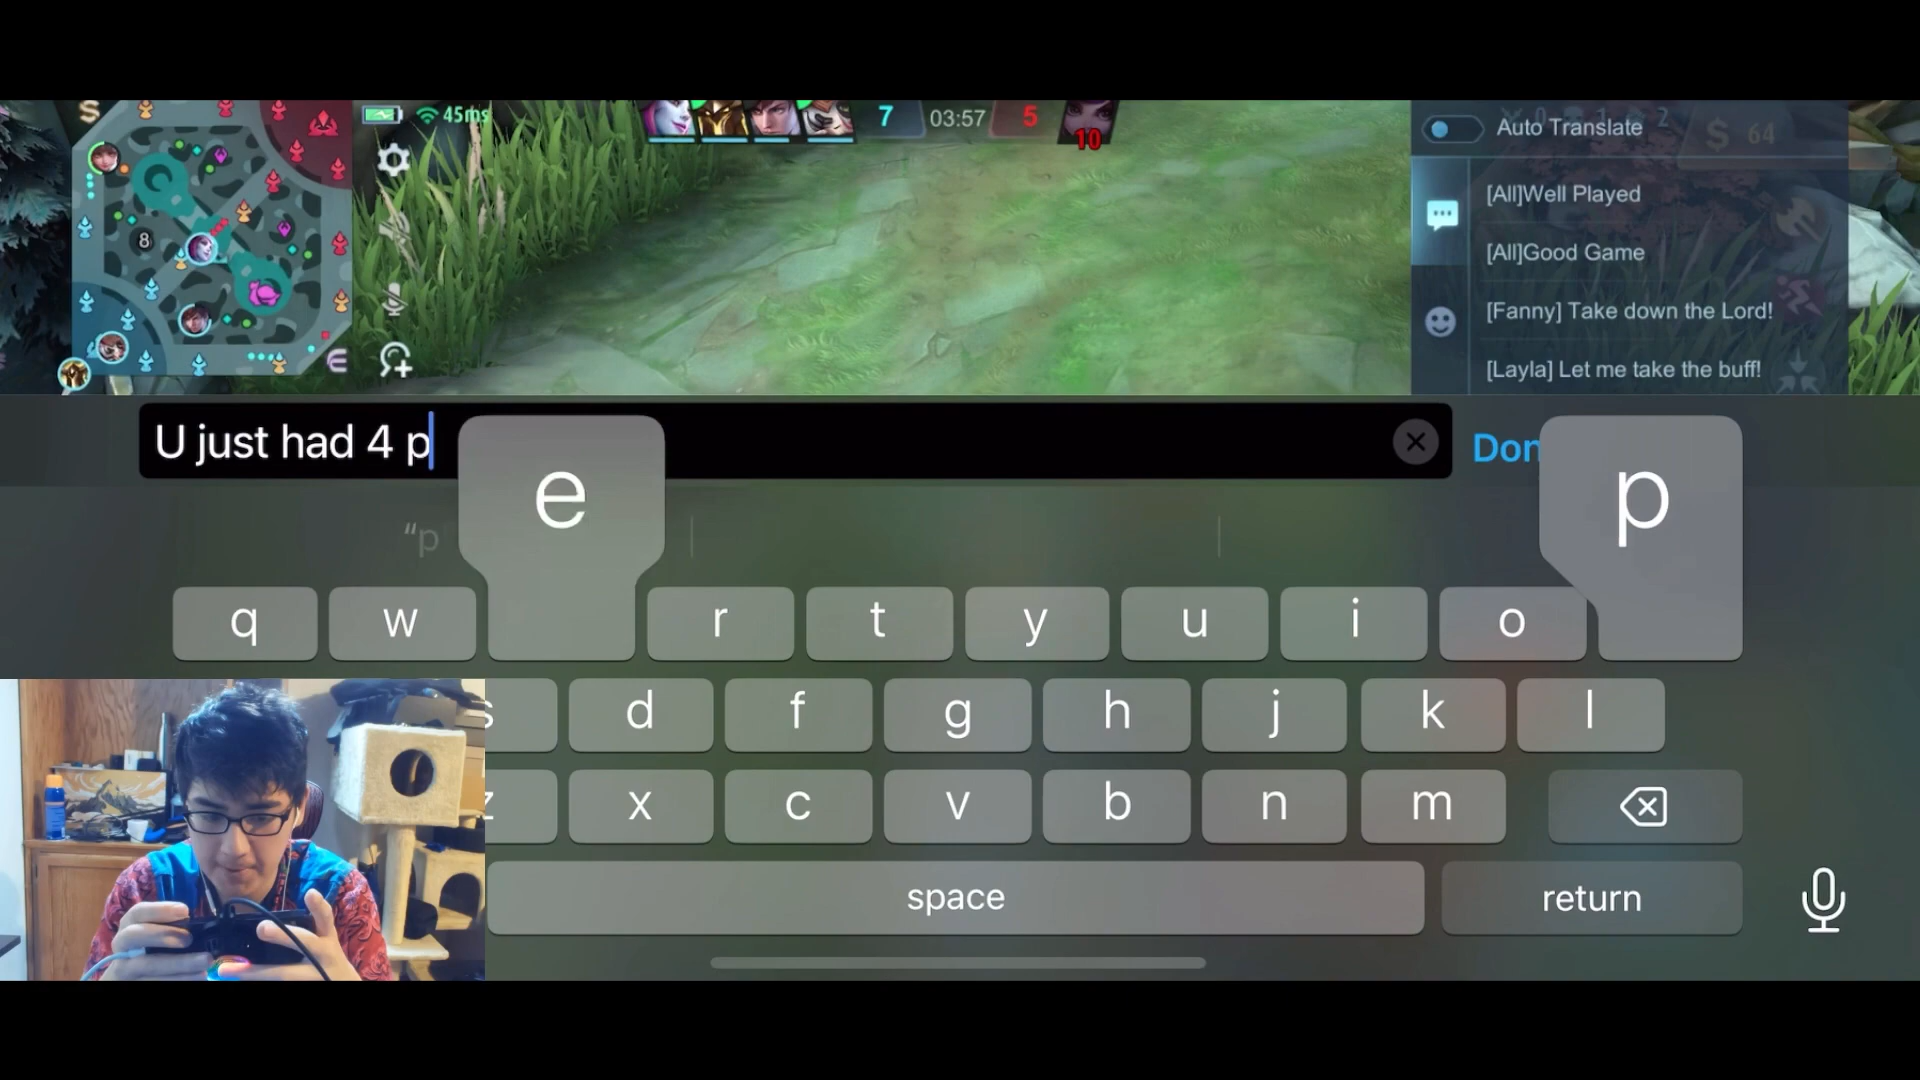 45ms
7 03:57 5
10
8
Auto Translate
64
[All]Well Played
[All]Good Game
[Fanny] Take down the Lord!
[Layla] Let me take the buff!
U just had 4 p
Don
e
p
“p
q w r t y u i o
s d f g h j k l
z x c v b n m
space return